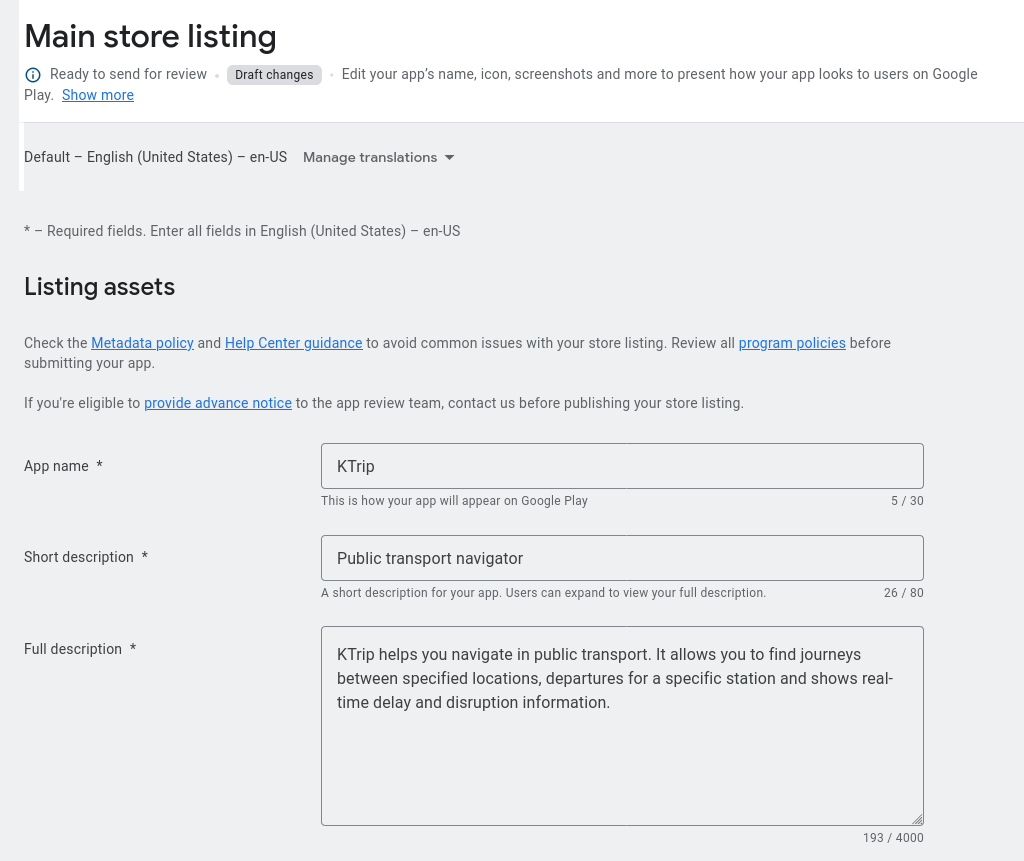 Main store listing
Ready to send for review • Draft changes • Edit your app’s name, icon, screenshots and more to present how your app looks to users on Google
Play. Show more
Default – English (United States) – en-US Manage translations
* – Required fields. Enter all fields in English (United States) – en-US
Listing assets
Check the Metadata policy and Help Center guidance to avoid common issues with your store listing. Review all program policies before
submitting your app.
If you're eligible to provide advance notice to the app review team, contact us before publishing your store listing.
App name *
KTrip
This is how your app will appear on Google Play 5 / 30
Short description *
Public transport navigator
A short description for your app. Users can expand to view your full description. 26 / 80
Full description *
KTrip helps you navigate in public transport. It allows you to find journeys
between specified locations, departures for a specific station and shows real-
time delay and disruption information.
193 / 4000